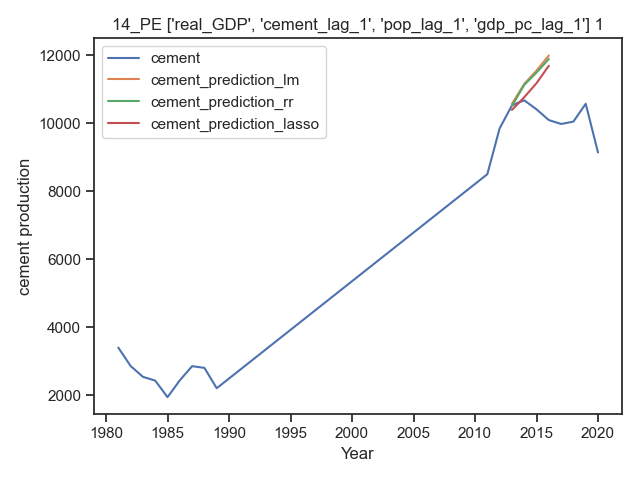 14_PE ['real_GDP', 'cement_lag_1', 'pop_lag_1', 'gdp_pc_lag_1'] 1
cement
cement_prediction_lm
cement_prediction_rr
cement_prediction_lasso
12000
10000
8000
6000
4000
2000
cement production
1980 1985 1990 1995 2000 2005 2010 2015 2020
Year